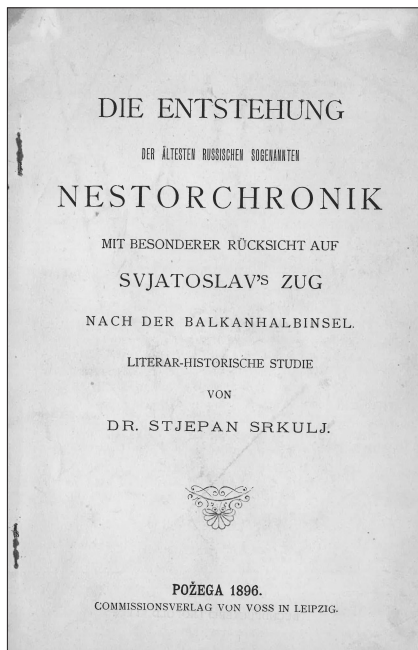 DIE ENTSTEHUNG
DER ÄLTESTEN RUSSISCHEN SOGENANNTEN
NESTORCHRONIK
MIT BESONDERER RÜCKSICHT AUF
SVJATOSLAV'S ZUG
NACH DER BALKANHALBINSEL.
LITERAR-HISTORISCHE STUDIE
VON
DR. STJEPAN SRKULJ.
POŽEGA 1896.
COMMISSIONSVERLAG VON VOSS IN LEIPZIG.